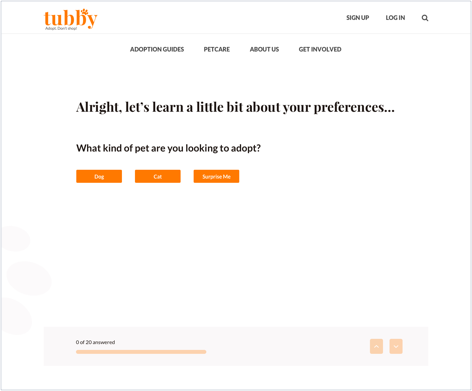 tubby
Adopt. Don't shop!
SIGN UP
LOG IN
ADOPTION GUIDES
PETCARE
ABOUT US
GET INVOLVED
Alright, let's learn a little bit about your preferences...
What kind of pet are you looking to adopt?
Dog
Cat
Surprise Me
0 of 20 answered